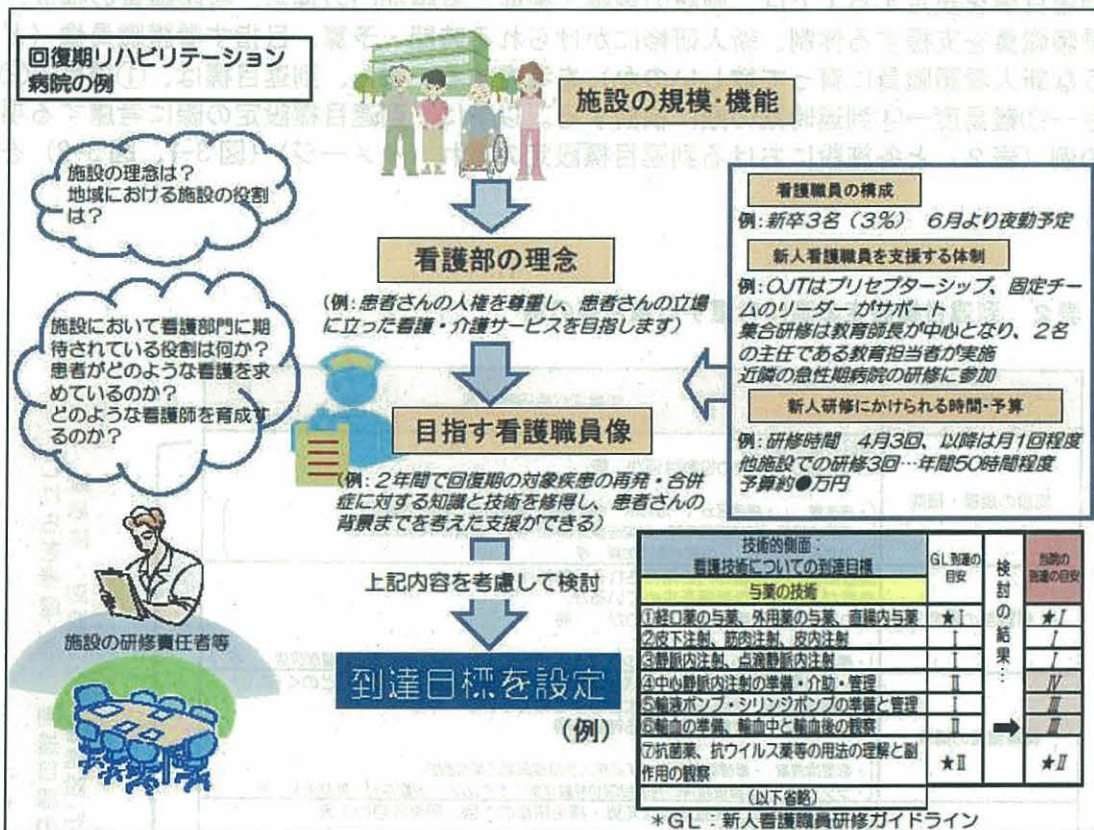 回復期リハビリテーション
病院の例
施設の規模・機能
施設の理念は？
地域における施設の役割
は？
看護部の理念
(例：患者さんの人権を尊重し、患者さんの立場
に立った看護・介護サービスを目指します)
施設において看護部門に期
待されている役割は何か？
患者がどのような看護を求
めているのか？
どのような看護師を育成す
るのか？
目指す看護職員像
(例：2年間で回復期の対象疾患の再発・合併
症に対する知識と技術を修得し、患者さんの
背景までを考えた支援ができる)
看護職員の構成
例：新卒3名（3%） 6月より夜勤予定
新人看護職員を支援する体制
例：OJTはプリセプターシップ、固定チー
ムのリーダーがサポート
集合研修は教育師長が中心となり、2名
の主任である教育担当者が実施
近隣の急性期病院の研修に参加
新人研修にかけられる時間・予算
例：研修時間 4月3回、以降は月1回程度
他施設での研修3回…年間50時間程度
予算約●万円
上記内容を考慮して検討
施設の研修責任者等
到達目標を設定
(例)
技術的側面：
看護技術についての到達目標
GL到達の
目安
検討の結果…
当院の
到達の目安
与薬の技術
①経口薬の与薬、外用薬の与薬、直腸内与薬 ★Ⅰ ★Ⅰ
②皮下注射、筋肉注射、皮内注射 Ⅰ Ⅰ
③静脈内注射、点滴静脈内注射 Ⅰ Ⅰ
④中心静脈内注射の準備・介助・管理 Ⅱ Ⅳ
⑤輸液ポンプ・シリンジポンプの準備と管理 Ⅰ Ⅲ
⑥輸血の準備、輸血中と輸血後の観察 Ⅱ Ⅲ
⑦抗菌薬、抗ウイルス薬等の用法の理解と副
作用の観察 ★Ⅱ ★Ⅱ
(以下省略)
＊GL：新人看護職員研修ガイドライン